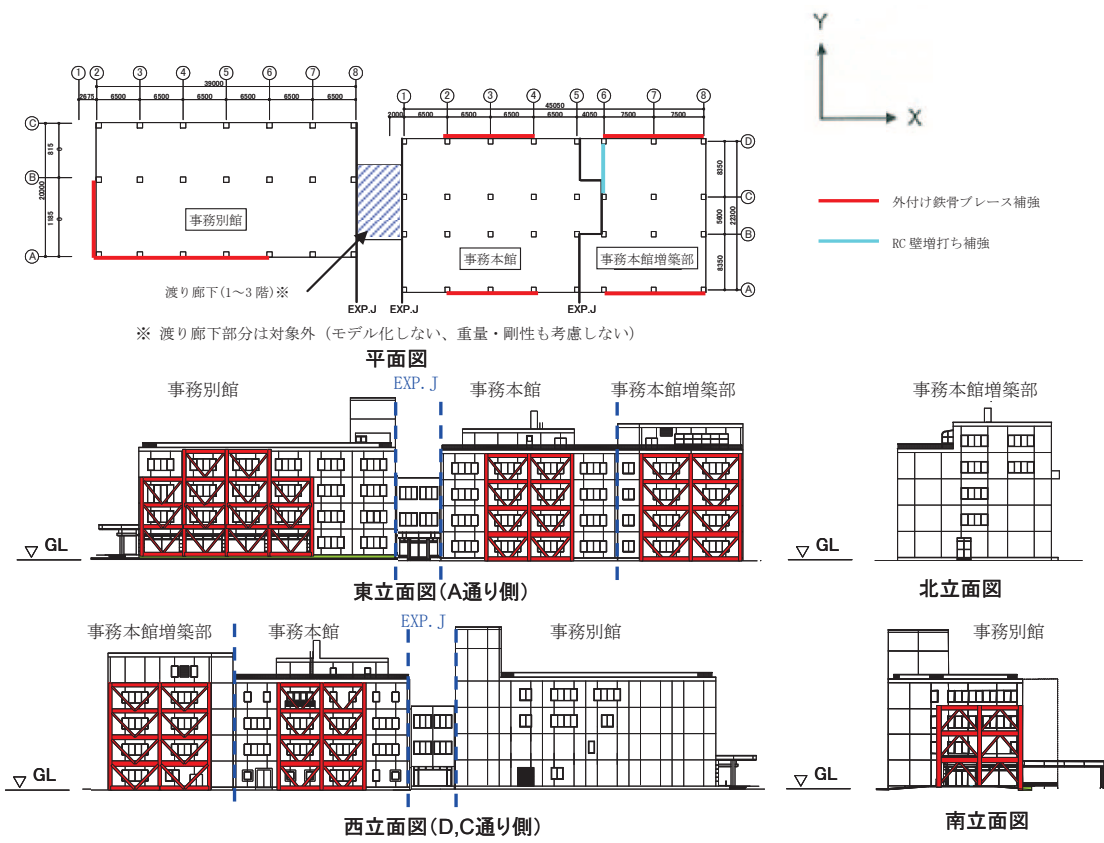 ① ② ③ ④ ⑤ ⑥ ⑦ ⑧
39000
2675 6500 6500 6500 6500 6500 6500
① ② ③ ④ ⑤ ⑥ ⑦ ⑧
45050
2000 6500 6500 6500 6500 4050 7500 7500
Ⓒ
Ⓑ
Ⓐ
815
0
20000
1185
0
Ⓓ
Ⓒ
Ⓑ
Ⓐ
8350
5600
22300
8350
事務別館
事務本館
事務本館増築部
渡り廊下(1～3 階)※
EXP.J
EXP.J
EXP.J
※ 渡り廊下部分は対象外（モデル化しない、重量・剛性も考慮しない）
平面図
Y
X
外付け鉄骨ブレース補強
RC 壁増打ち補強
事務別館
EXP. J
事務本館
事務本館増築部
GL
東立面図(A通り側)
事務本館増築部
GL
北立面図
事務本館増築部
事務本館
EXP. J
事務別館
GL
西立面図(D,C通り側)
事務別館
GL
南立面図